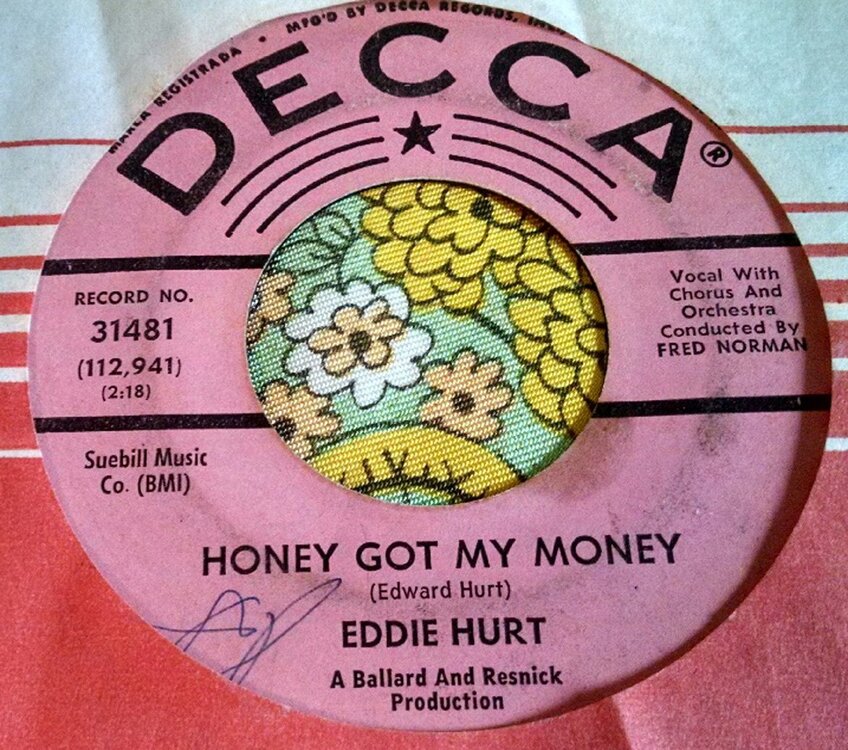 MARCA REGISTRADA • MFG'D BY DECCA RECORDS, INC.
DECCA ®
RECORD NO.
31481
(112,941)
(2:18)
Vocal With
Chorus And
Orchestra
Conducted By
FRED NORMAN
Suebill Music
Co. (BMI)
HONEY GOT MY MONEY
(Edward Hurt)
EDDIE HURT
A Ballard And Resnick
Production